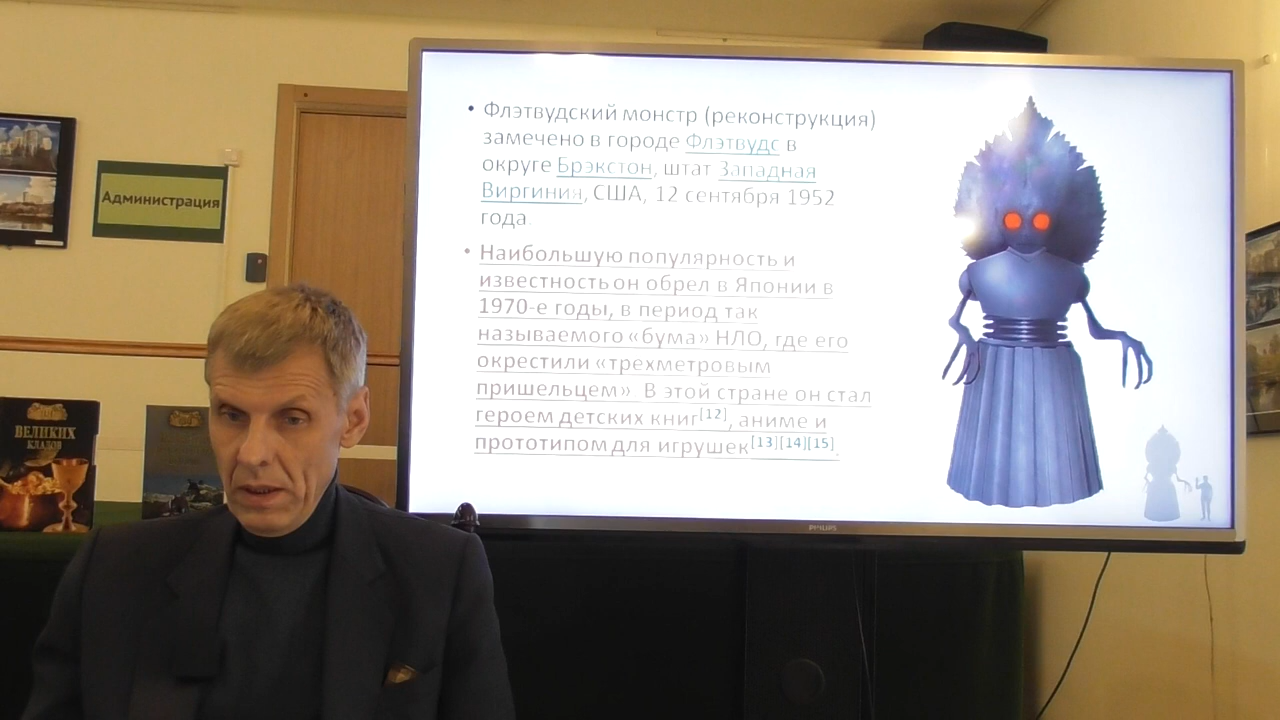 Администрация
ВЕЛИКИХ
КЛАДОВ
• Флэтвудский монстр (реконструкция)
замечено в городе Флэтвудс в
округе Брэкстон, штат Западная
Виргиния, США, 12 сентября 1952
года.
• Наибольшую популярность и
известность он обрел в Японии в
1970-е годы, в период так
называемого «бума» НЛО, где его
окрестили «трехметровым
пришельцем». В этой стране он стал
героем детских книг[12], аниме и
прототипом для игрушек[13][14][15].
PHILIPS